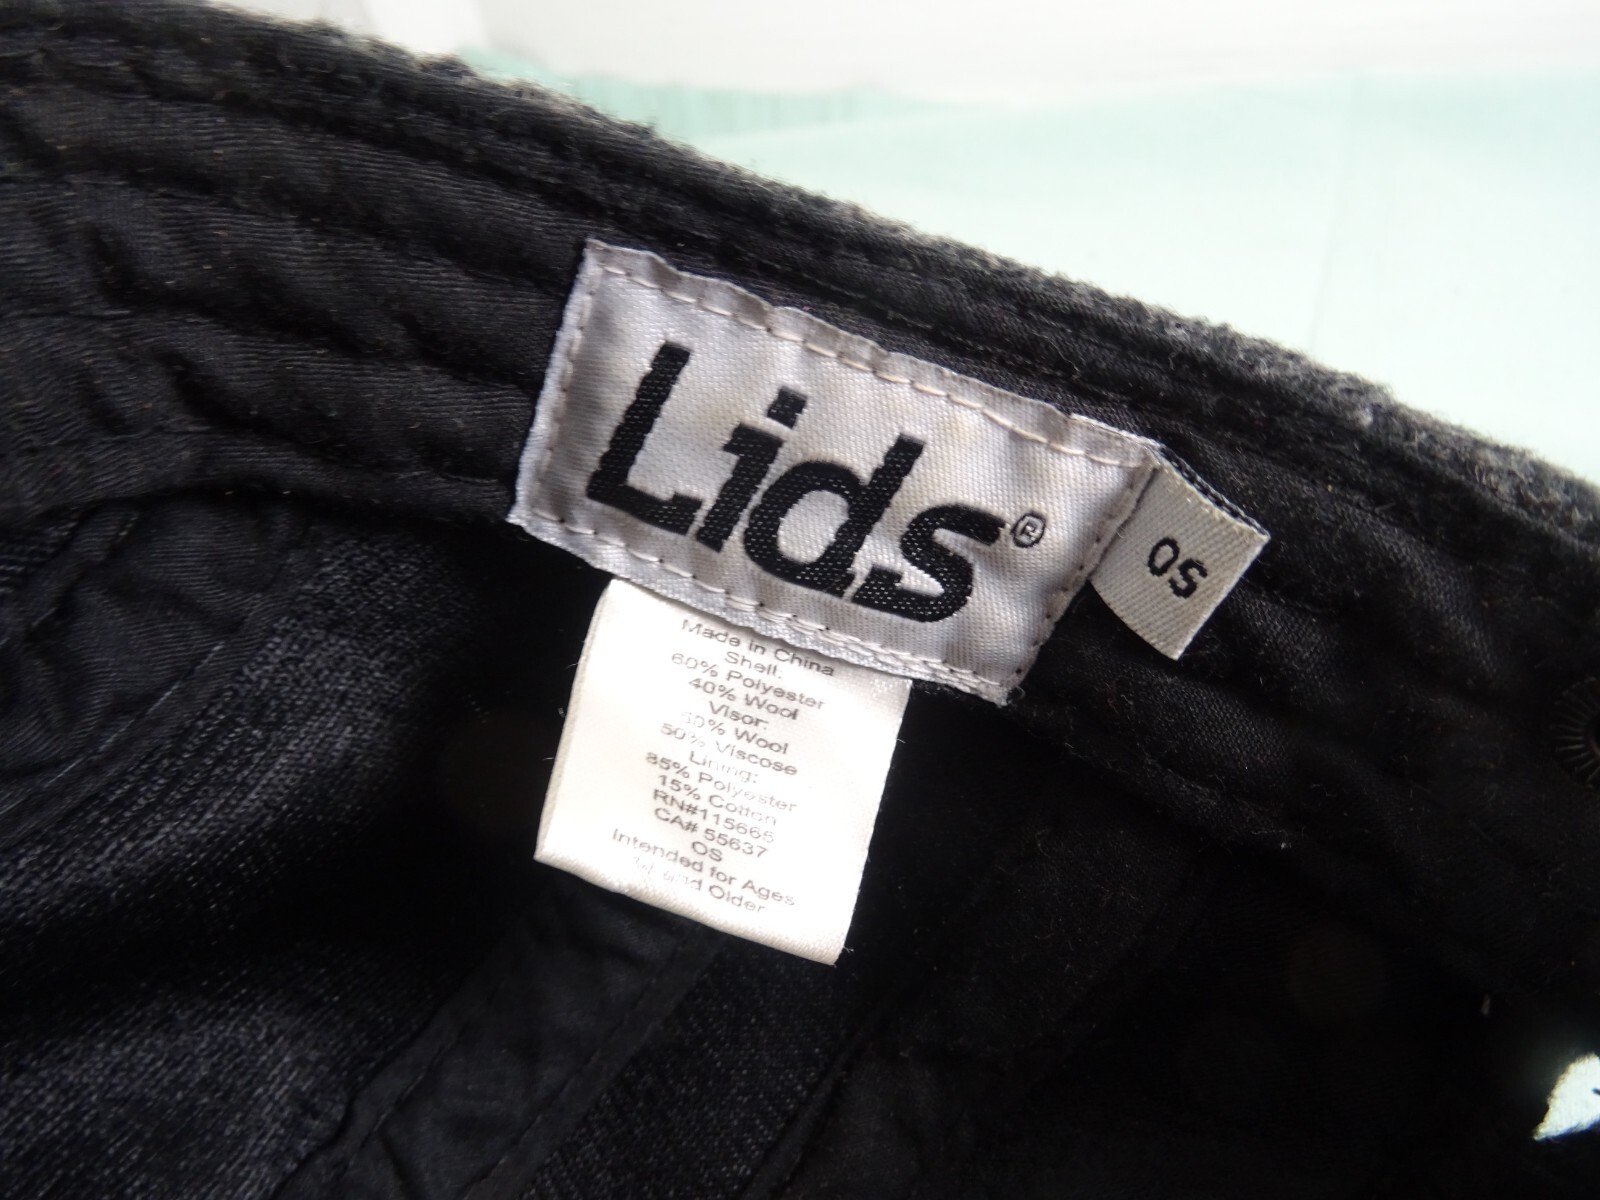 Lids®
OS
Made in China
Shell:
60% Polyester
40% Wool
Visor:
50% Wool
50% Viscose
Lining:
85% Polyester
15% Cotton
RN#115665
CA# 55637
OS
Intended for Ages
and Older